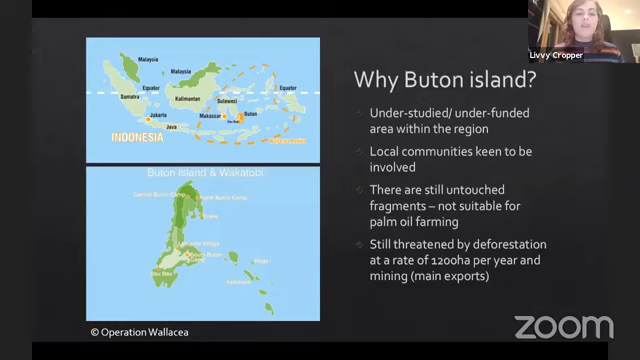 Livvy Cropper
Why Buton island?
Under-studied/ under-funded
area within the region
Local communities keen to be
involved
There are still untouched
fragments – not suitable for
palm oil farming
Still threatened by deforestation
at a rate of 1200ha per year and
mining (main exports)
Malaysia
Malaysia
Equator
Equator
Sumatra
Kalimantan
Sulawesi
Jakarta
Makassar
Buton
Java
INDONESIA
Buton Island & Wakatobi
Bau Bau
© Operation Wallacea
zoom